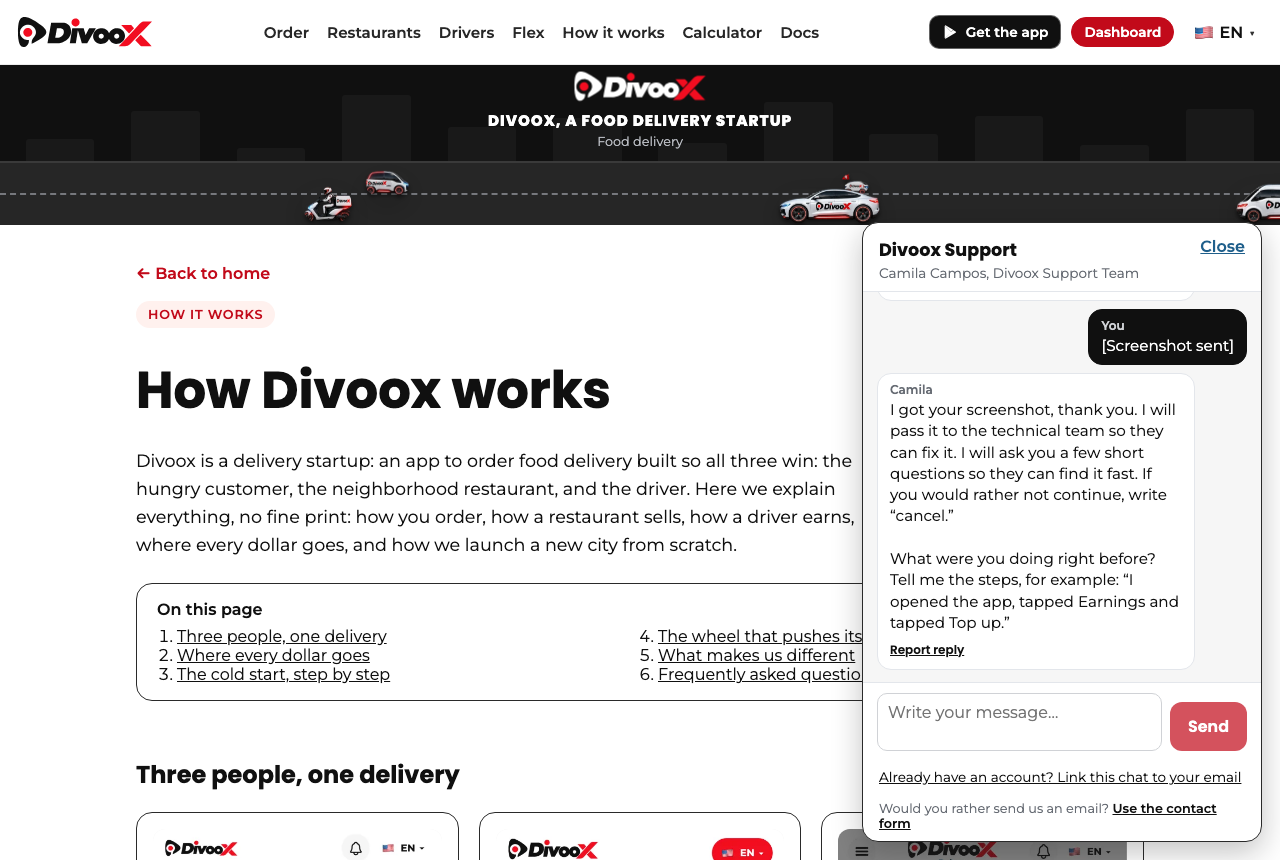 DivooX
Order Restaurants Drivers Flex How it works Calculator Docs
Get the app
Dashboard
EN
DivooX
DIVOOX, A FOOD DELIVERY STARTUP
Food delivery
DivooX
← Back to home
HOW IT WORKS
How Divoox works
Divoox is a delivery startup: an app to order food delivery built so all three win: the
hungry customer, the neighborhood restaurant, and the driver. Here we explain
everything, no fine print: how you order, how a restaurant sells, how a driver earns,
where every dollar goes, and how we launch a new city from scratch.
On this page
1. Three people, one delivery
2. Where every dollar goes
3. The cold start, step by step
4. The wheel that pushes its
5. What makes us different
6. Frequently asked questio
Three people, one delivery
DivooX
EN
DivooX
EN
DivooX
EN
Divoox Support
Close
Camila Campos, Divoox Support Team
You
[Screenshot sent]
Camila
I got your screenshot, thank you. I will
pass it to the technical team so they
can fix it. I will ask you a few short
questions so they can find it fast. If
you would rather not continue, write
“cancel.”
What were you doing right before?
Tell me the steps, for example: “I
opened the app, tapped Earnings and
tapped Top up.”
Report reply
Write your message...
Send
Already have an account? Link this chat to your email
Would you rather send us an email? Use the contact
form